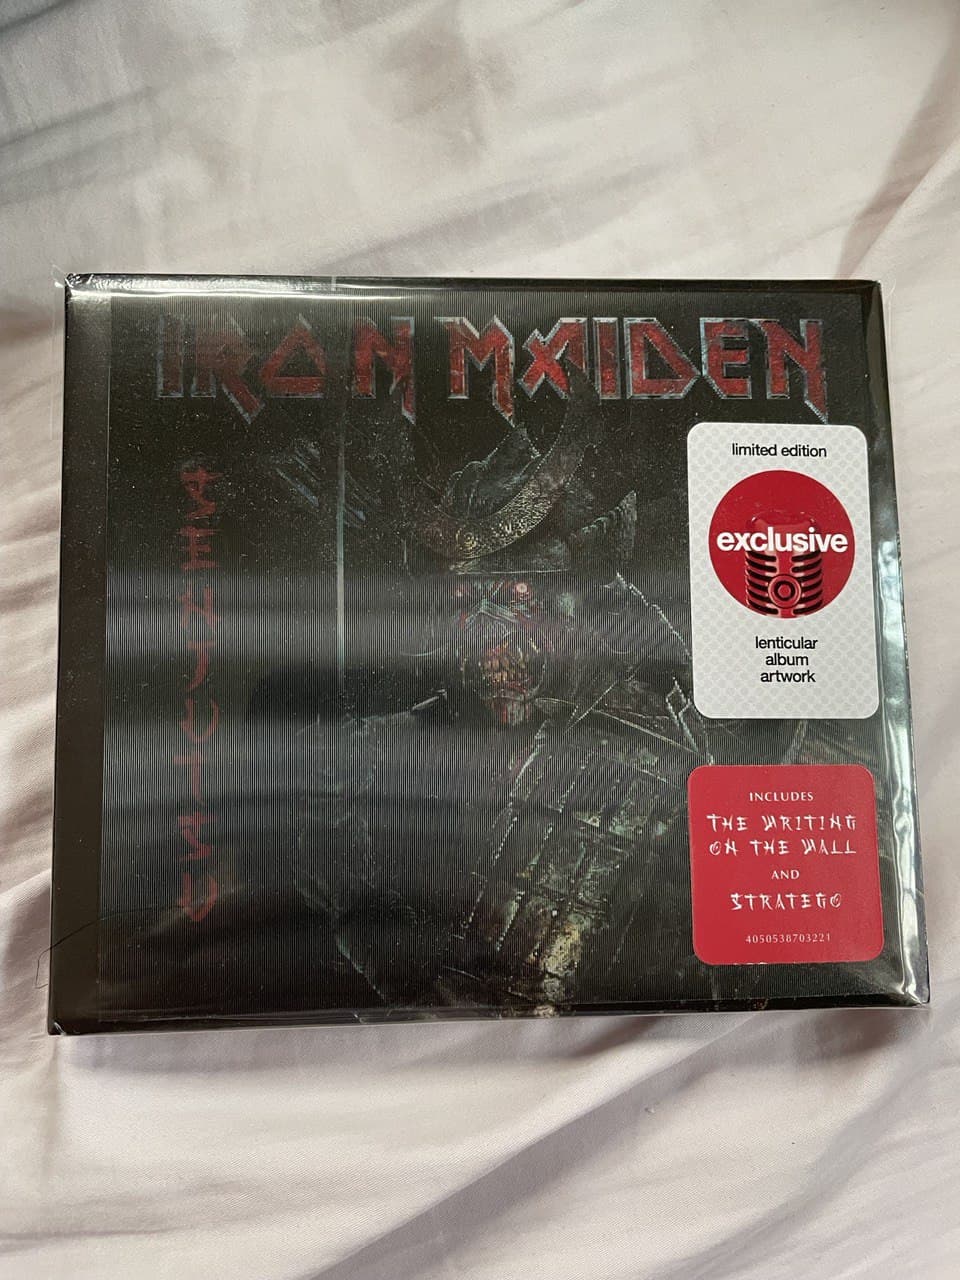 IRON MAIDEN
SENJUTSU
limited edition
exclusive
lenticular
album
artwork
INCLUDES
THE WRITING
ON THE WALL
AND
STRATEGO
4050538703221